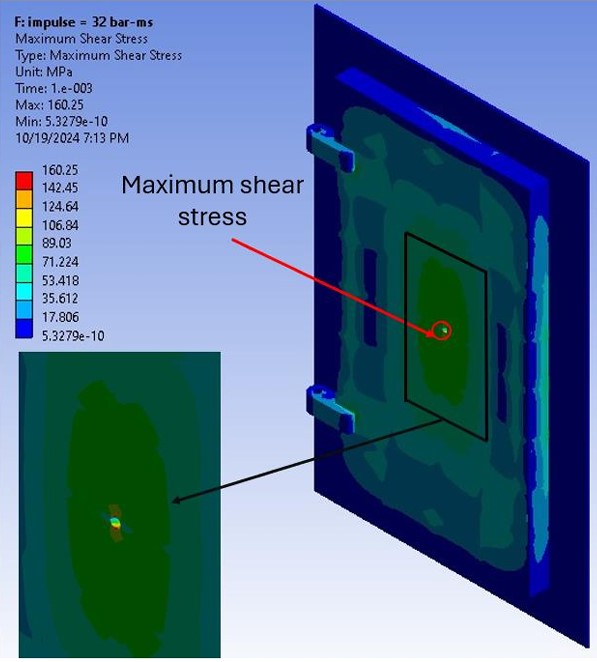 F: impulse = 32 bar-ms
Maximum Shear Stress
Type: Maximum Shear Stress
Unit: MPa
Time: 1.e-003
Max: 160.25
Min: 5.3279e-10
10/19/2024 7:13 PM
160.25
142.45
124.64
106.84
89.03
71.224
53.418
35.612
17.806
5.3279e-10
Maximum shear
stress